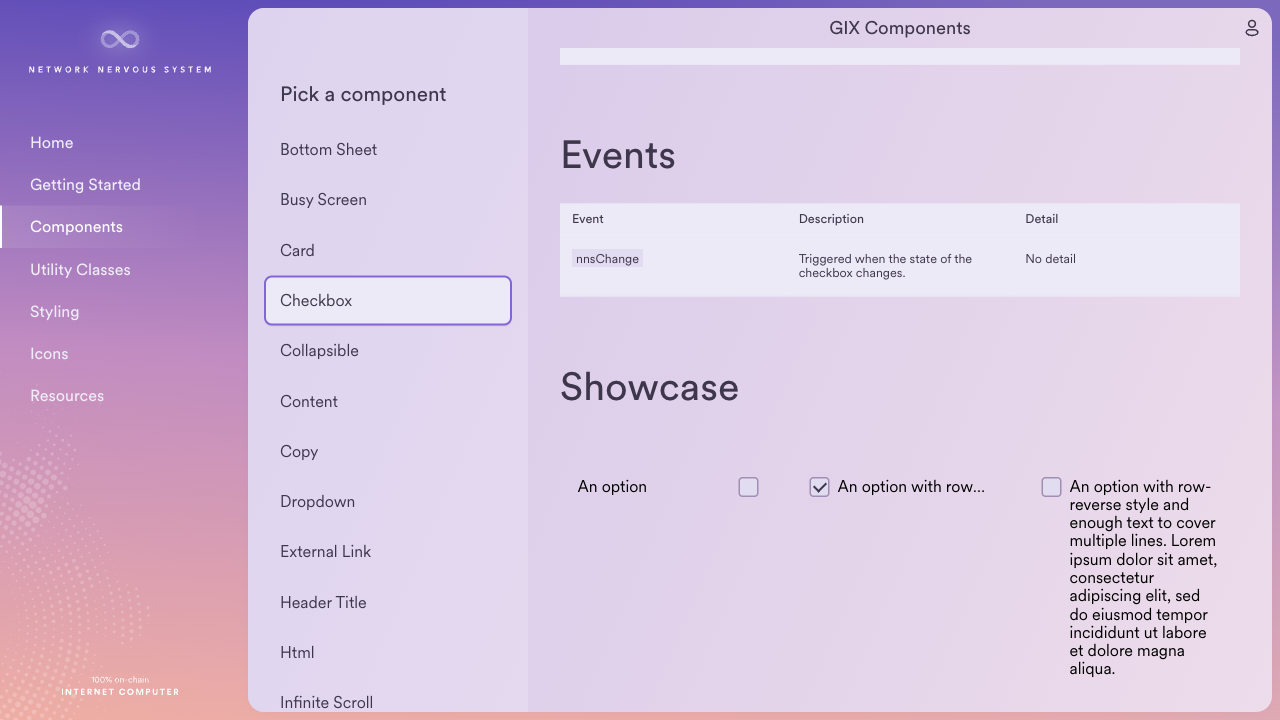 NETWORK NERVOUS SYSTEM
Home
Getting Started
Components
Utility Classes
Styling
Icons
Resources
100% on-chain
INTERNET COMPUTER
Pick a component
Bottom Sheet
Busy Screen
Card
Checkbox
Collapsible
Content
Copy
Dropdown
External Link
Header Title
Html
Infinite Scroll
GIX Components
Events
Event Description Detail
nnsChange Triggered when the state of the No detail
checkbox changes.
Showcase
An option
An option with row...
An option with row-
reverse style and
enough text to cover
multiple lines. Lorem
ipsum dolor sit amet,
consectetur
adipiscing elit, sed
do eiusmod tempor
incididunt ut labore
et dolore magna
aliqua.